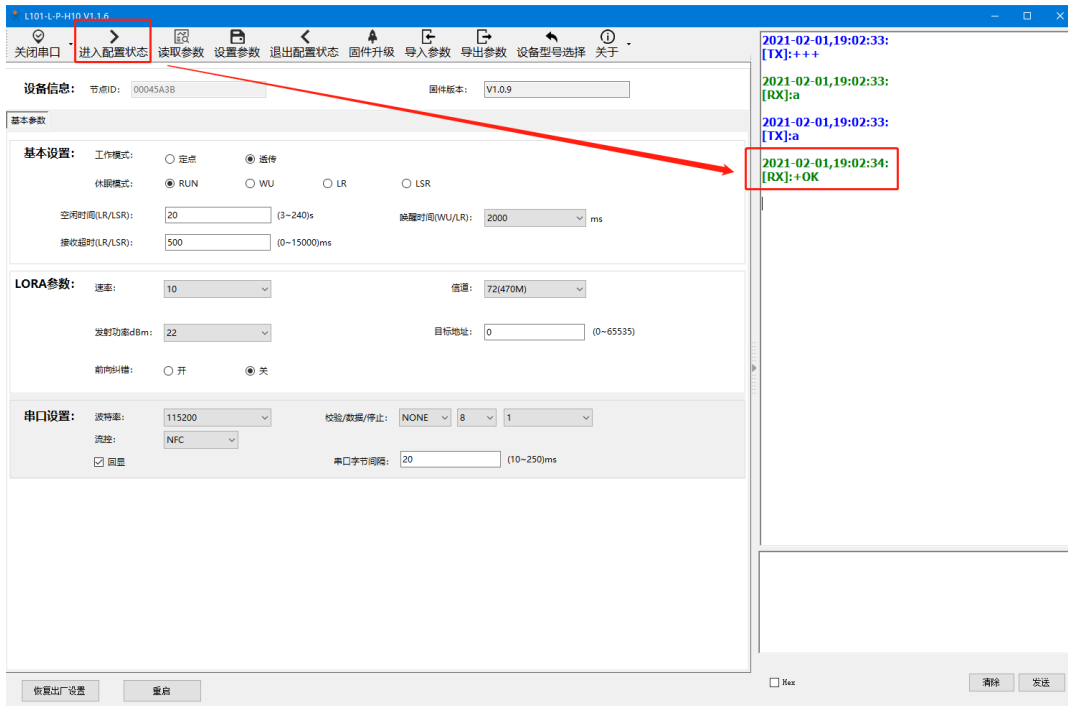 L101-L-P-H10 V1.1.6
关闭串口 进入配置状态 读取参数 设置参数 退出配置状态 固件升级 导入参数 导出参数 设备型号选择 关于
设备信息: 节点ID: 00045A3B 固件版本: V1.0.9
基本参数
基本设置: 工作模式: 定点 透传
休眠模式: RUN WU LR LSR
空闲时间(LR/LSR): 20 (3~240)s 唤醒时间(WU/LR): 2000 ms
接收超时(LR/LSR): 500 (0~15000)ms
LORA参数: 速率: 10 信道: 72(470M)
发射功率dBm: 22 目标地址: 0 (0~65535)
前向纠错: 开 关
串口设置: 波特率: 115200 校验/数据/停止: NONE 8 1
流控: NFC
回显 串口字节间隔: 20 (10~250)ms
恢复出厂设置 重启
2021-02-01,19:02:33:
[TX]:+++
2021-02-01,19:02:33:
[RX]:a
2021-02-01,19:02:33:
[TX]:a
2021-02-01,19:02:34:
[RX]:+OK
Hex 清除 发送